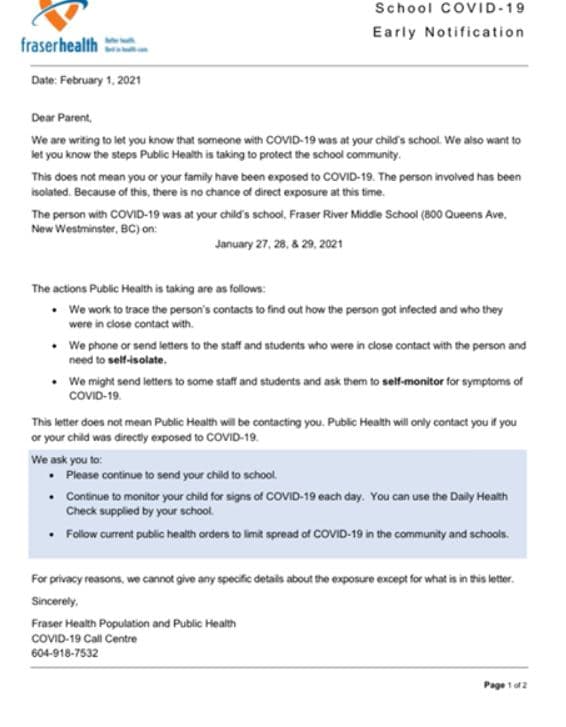 School COVID-19
Early Notification
fraserhealth
Better health.
Best in health care.
Date: February 1, 2021
Dear Parent,
We are writing to let you know that someone with COVID-19 was at your child's school. We also want to
let you know the steps Public Health is taking to protect the school community.
This does not mean you or your family have been exposed to COVID-19. The person involved has been
isolated. Because of this, there is no chance of direct exposure at this time.
The person with COVID-19 was at your child's school, Fraser River Middle School (800 Queens Ave,
New Westminster, BC) on:
January 27, 28, & 29, 2021
The actions Public Health is taking are as follows:
• We work to trace the person's contacts to find out how the person got infected and who they
were in close contact with.
• We phone or send letters to the staff and students who were in close contact with the person and
need to self-isolate.
• We might send letters to some staff and students and ask them to self-monitor for symptoms of
COVID-19.
This letter does not mean Public Health will be contacting you. Public Health will only contact you if you
or your child was directly exposed to COVID-19.
We ask you to:
• Please continue to send your child to school.
• Continue to monitor your child for signs of COVID-19 each day. You can use the Daily Health
Check supplied by your school.
• Follow current public health orders to limit spread of COVID-19 in the community and schools.
For privacy reasons, we cannot give any specific details about the exposure except for what is in this letter.
Sincerely,
Fraser Health Population and Public Health
COVID-19 Call Centre
604-918-7532
Page 1 of 2